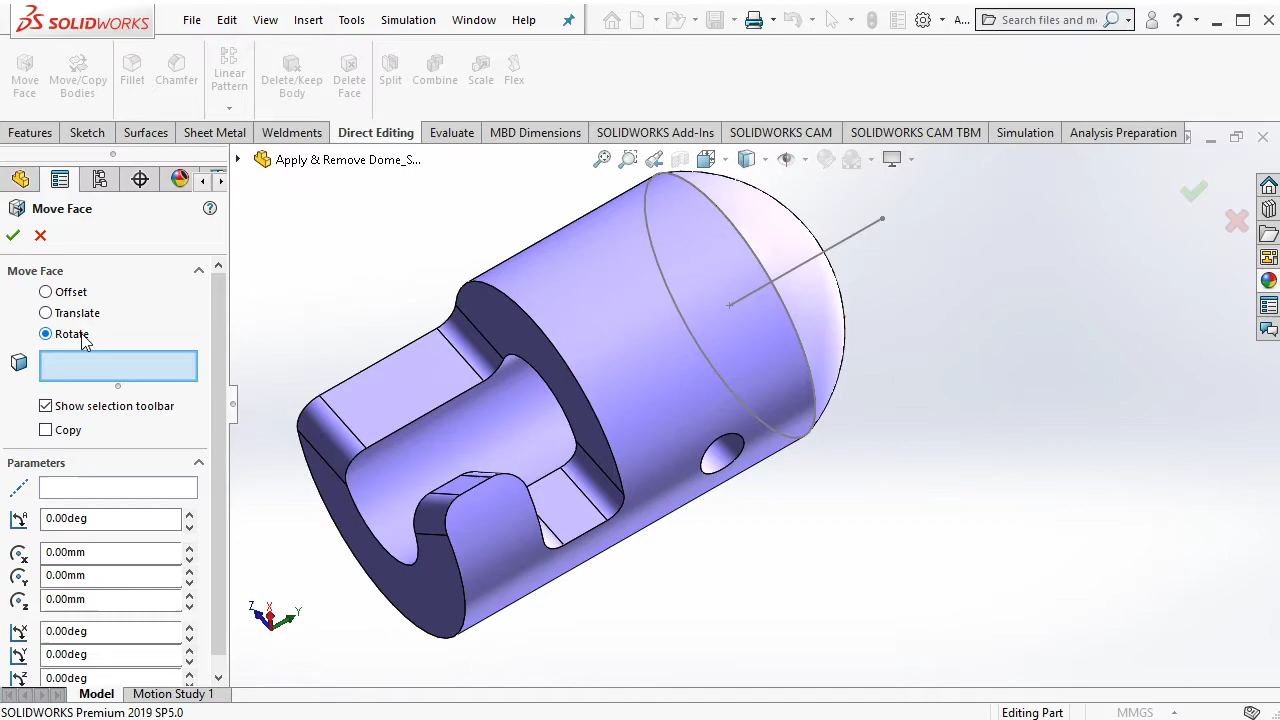 SOLIDWORKS File Edit View Insert Tools Simulation Window Help A... Search files and m ?
Move Face Move/Copy Bodies Fillet Chamfer Linear Pattern Delete/Keep Body Delete Face Split Combine Scale Flex
Features Sketch Surfaces Sheet Metal Weldments Direct Editing Evaluate MBD Dimensions SOLIDWORKS Add-Ins SOLIDWORKS CAM SOLIDWORKS CAM TBM Simulation Analysis Preparation
Apply & Remove Dome_S...
Move Face ?
Move Face
Offset
Translate
Rotate
Show selection toolbar
Copy
Parameters
0.00deg
0.00mm
0.00mm
0.00mm
0.00deg
0.00deg
0.00deg
Z X Y
Model Motion Study 1
SOLIDWORKS Premium 2019 SP5.0 Editing Part MMGS